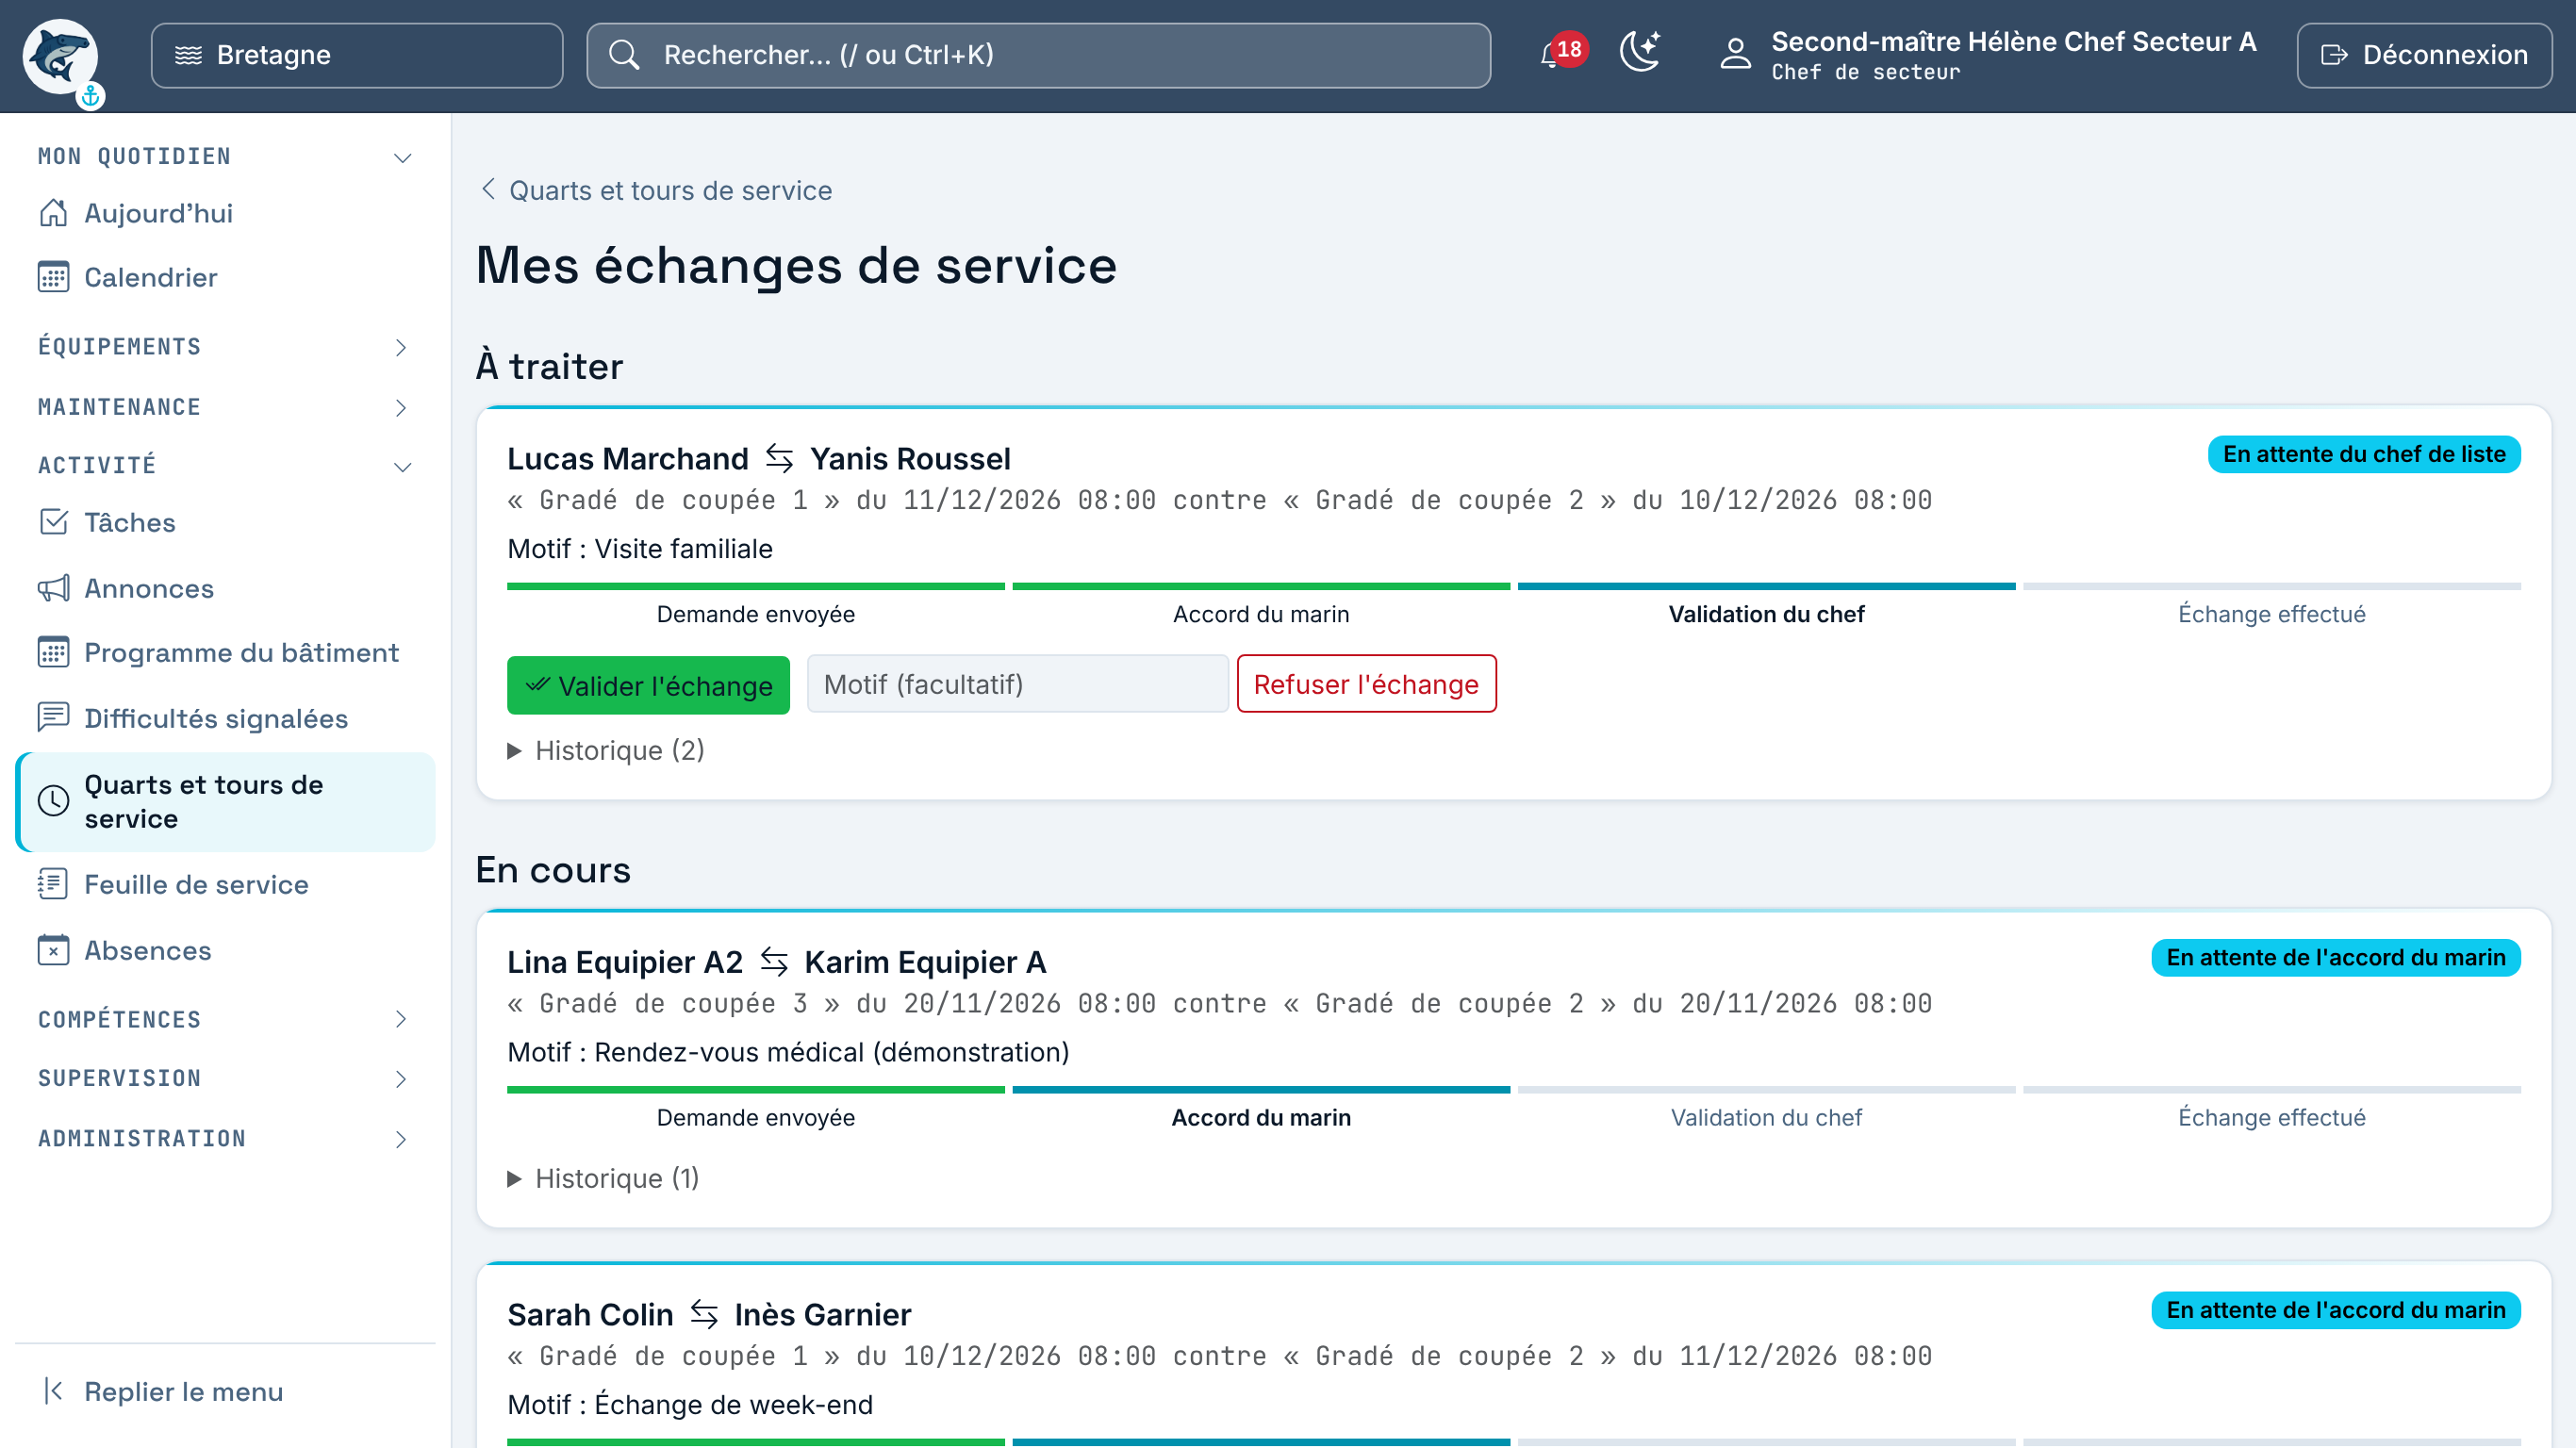 Bretagne
Rechercher... (/ ou Ctrl+K)
18
Second-maître Hélène Chef Secteur A
Chef de secteur
Déconnexion
MON QUOTIDIEN
Aujourd'hui
Calendrier
ÉQUIPEMENTS
MAINTENANCE
ACTIVITÉ
Tâches
Annonces
Programme du bâtiment
Difficultés signalées
Quarts et tours de
service
Feuille de service
Absences
COMPÉTENCES
SUPERVISION
ADMINISTRATION
Replier le menu
Quarts et tours de service
Mes échanges de service
À traiter
Lucas Marchand ⇆ Yanis Roussel
En attente du chef de liste
« Gradé de coupée 1 » du 11/12/2026 08:00 contre « Gradé de coupée 2 » du 10/12/2026 08:00
Motif : Visite familiale
Demande envoyée
Accord du marin
Validation du chef
Échange effectué
Valider l'échange
Motif (facultatif)
Refuser l'échange
Historique (2)
En cours
Lina Equipier A2 ⇆ Karim Equipier A
En attente de l'accord du marin
« Gradé de coupée 3 » du 20/11/2026 08:00 contre « Gradé de coupée 2 » du 20/11/2026 08:00
Motif : Rendez-vous médical (démonstration)
Demande envoyée
Accord du marin
Validation du chef
Échange effectué
Historique (1)
Sarah Colin ⇆ Inès Garnier
En attente de l'accord du marin
« Gradé de coupée 1 » du 10/12/2026 08:00 contre « Gradé de coupée 2 » du 11/12/2026 08:00
Motif : Échange de week-end